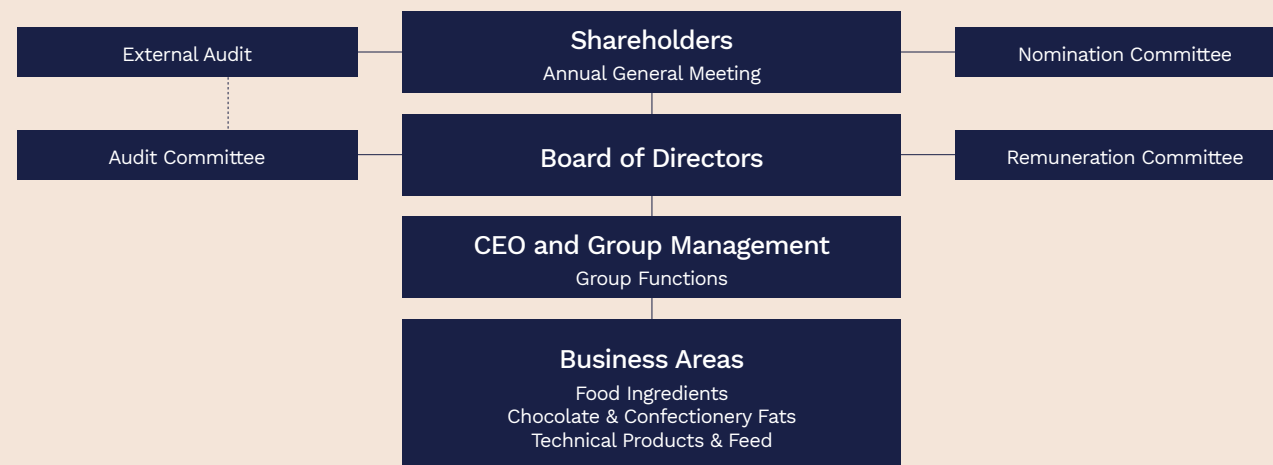 External Audit
Shareholders
Annual General Meeting
Nomination Committee
Audit Committee
Board of Directors
Remuneration Committee
CEO and Group Management
Group Functions
Business Areas
Food Ingredients
Chocolate & Confectionery Fats
Technical Products & Feed